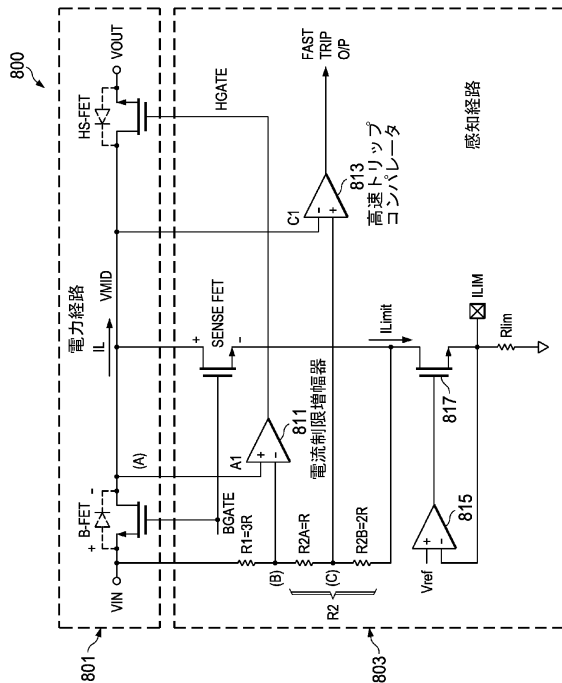 800
801
電力経路
IL
VMID
VIN
VOUT
B-FET
+
-
HS-FET
(A)
HGATE
BGATE
SENSE FET
+
-
A1
+
-
811
電流制限増幅器
C1
-
+
813
高速トリップ
コンパレータ
FAST
TRIP
O/P
R1=3R
(B)
R2A=R
(C)
R2B=2R
R2
ILimit
817
ILIM
Rlim
Vref
+
-
815
感知経路
803